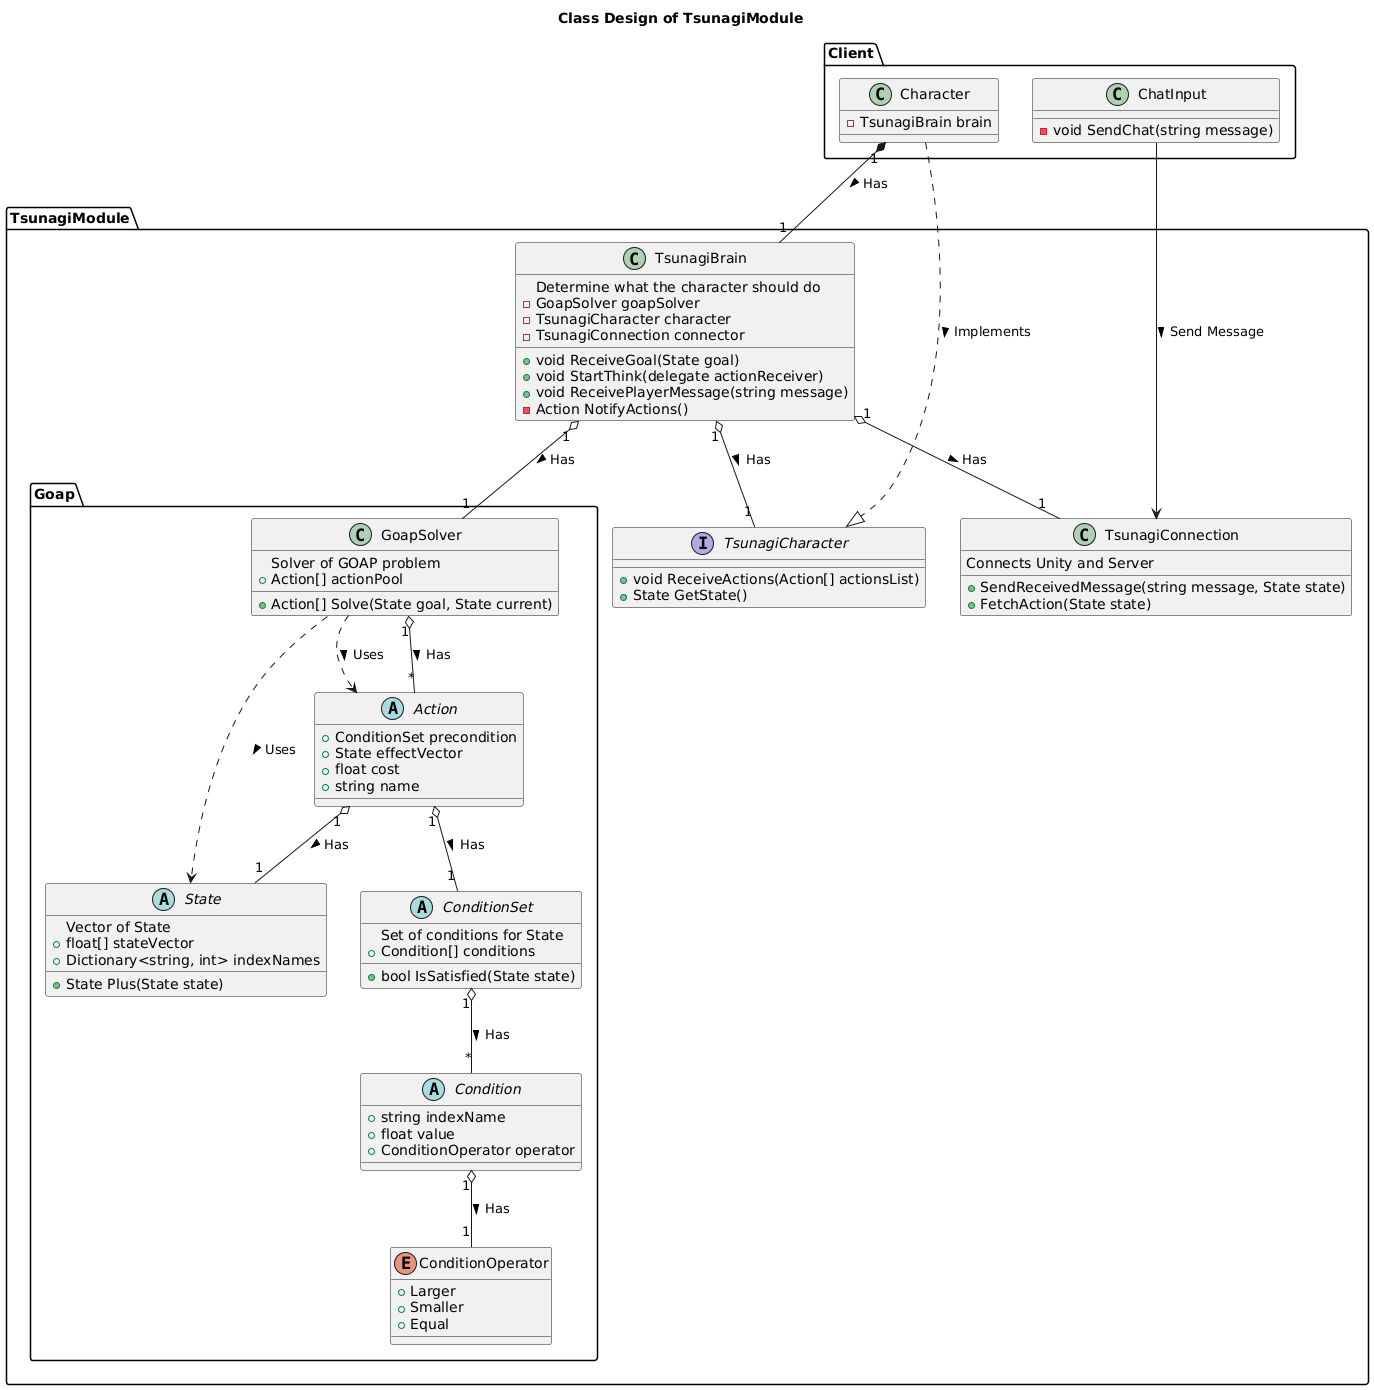 Class Design of TsunagiModule
Client
C Character
TsunagiBrain brain
C ChatInput
void SendChat(string message)
1
Has
1
Implements
Send Message
TsunagiModule
C TsunagiBrain
Determine what the character should do
GoapSolver goapSolver
TsunagiCharacter character
TsunagiConnection connector
void ReceiveGoal(State goal)
void StartThink(delegate actionReceiver)
void ReceivePlayerMessage(string message)
Action NotifyActions()
1
Has
1
1
Has
1
1
Has
1
Goap
C GoapSolver
Solver of GOAP problem
Action[] actionPool
Action[] Solve(State goal, State current)
I TsunagiCharacter
void ReceiveActions(Action[] actionsList)
State GetState()
C TsunagiConnection
Connects Unity and Server
SendReceivedMessage(string message, State state)
FetchAction(State state)
Uses
Uses
1
Has
*
A Action
ConditionSet precondition
State effectVector
float cost
string name
1
Has
1
1
Has
1
A State
Vector of State
float[] stateVector
Dictionary<string, int> indexNames
State Plus(State state)
A ConditionSet
Set of conditions for State
Condition[] conditions
bool IsSatisfied(State state)
1
Has
*
A Condition
string indexName
float value
ConditionOperator operator
1
Has
1
E ConditionOperator
Larger
Smaller
Equal